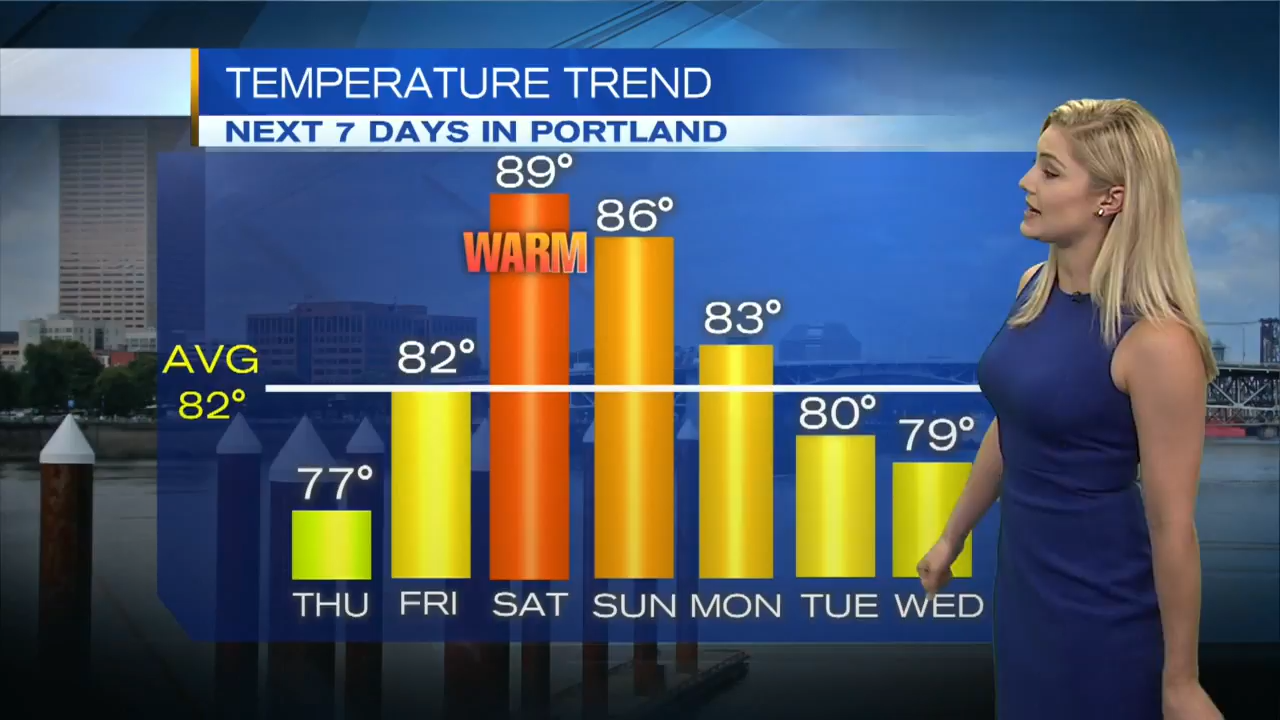 TEMPERATURE TREND
NEXT 7 DAYS IN PORTLAND
89°
WARM
86°
83°
AVG
82°
82°
80°
79°
77°
THU FRI SAT SUN MON TUE WED